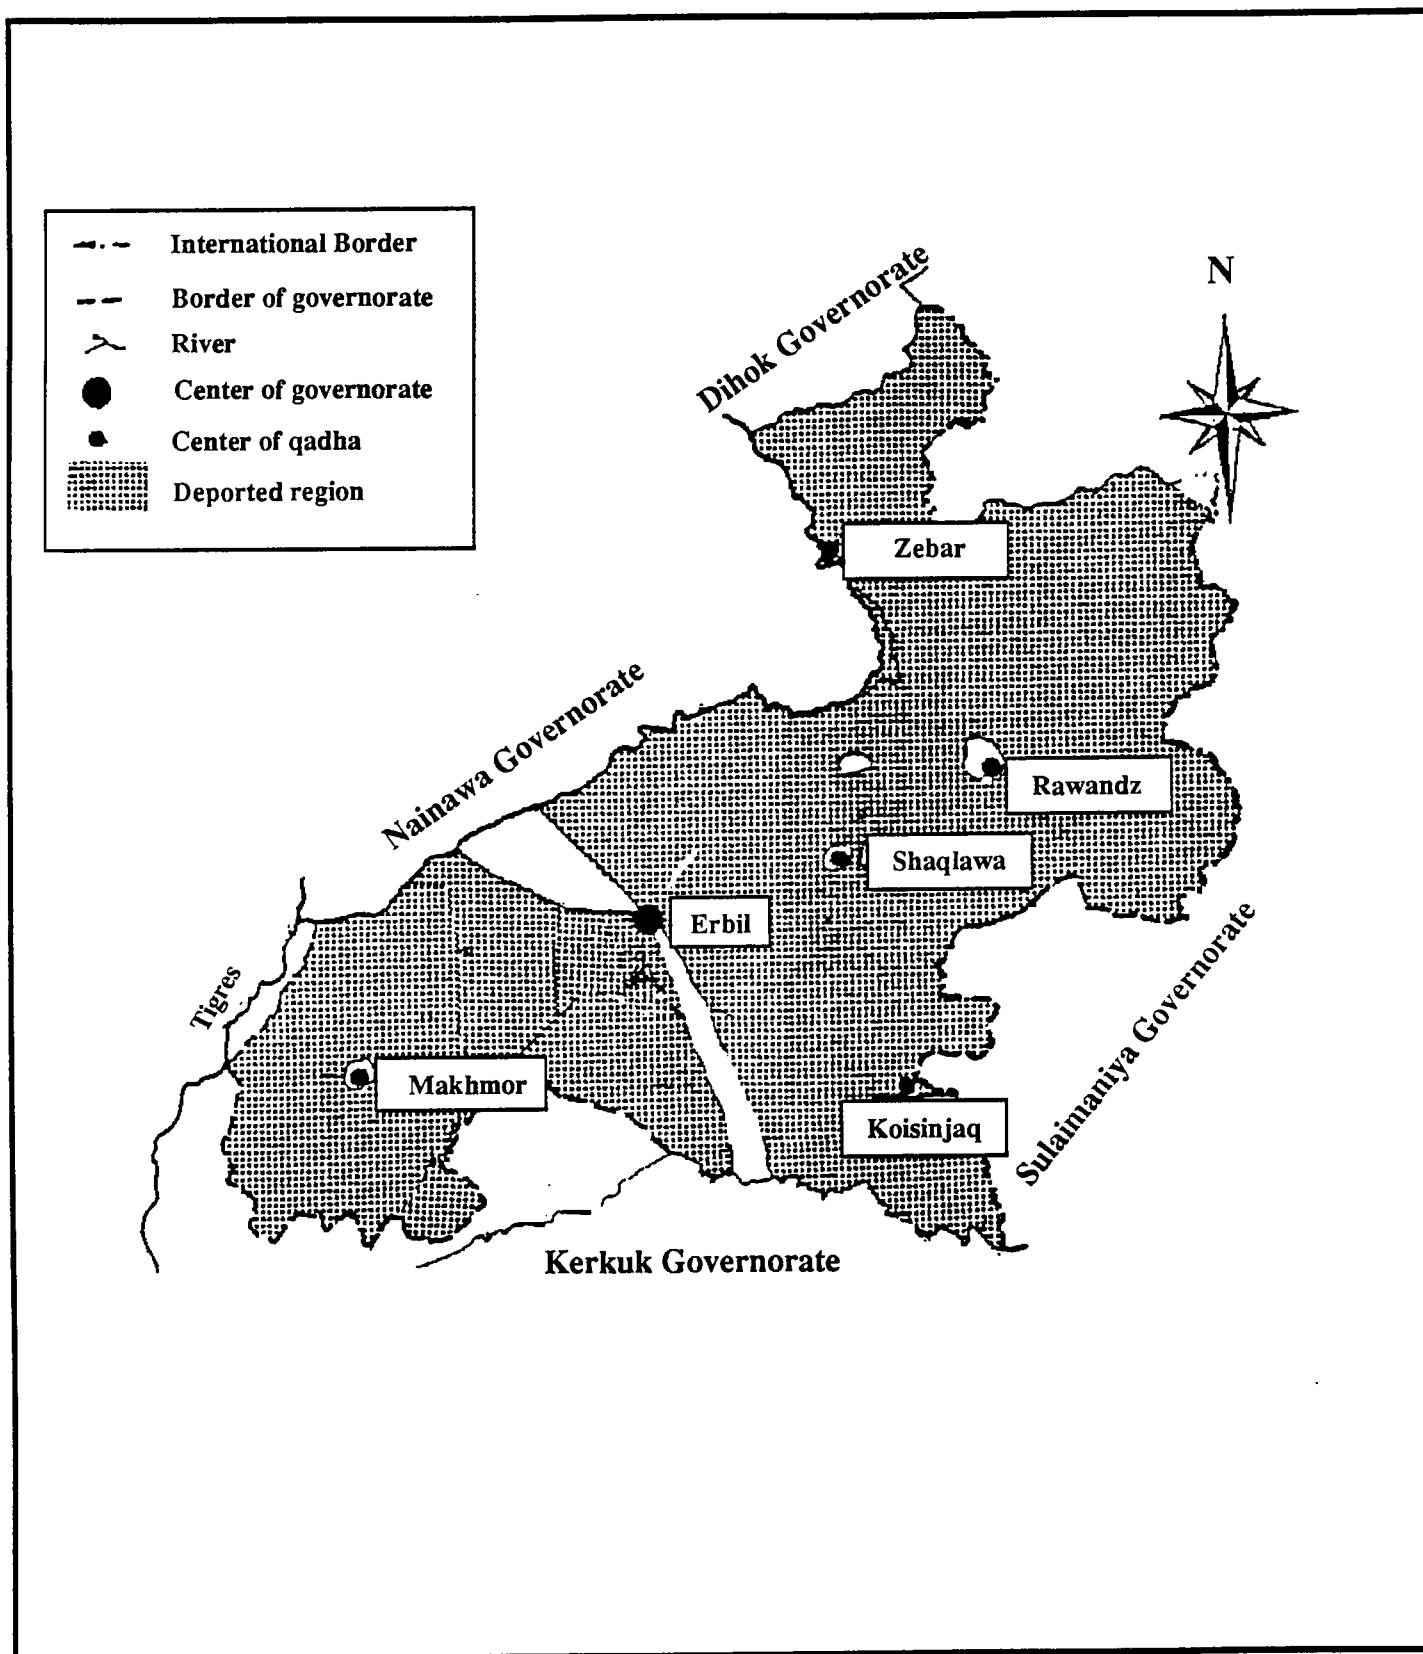 International Border
Border of governorate
River
Center of governorate
Center of qadha
Deported region
N
Dihok Governorate
Zebar
Nainawa Governorate
Rawandz
Shaqlawa
Erbil
Tigres
Makhmor
Koisinjaq
Sulaimaniya Governorate
Kerkuk Governorate